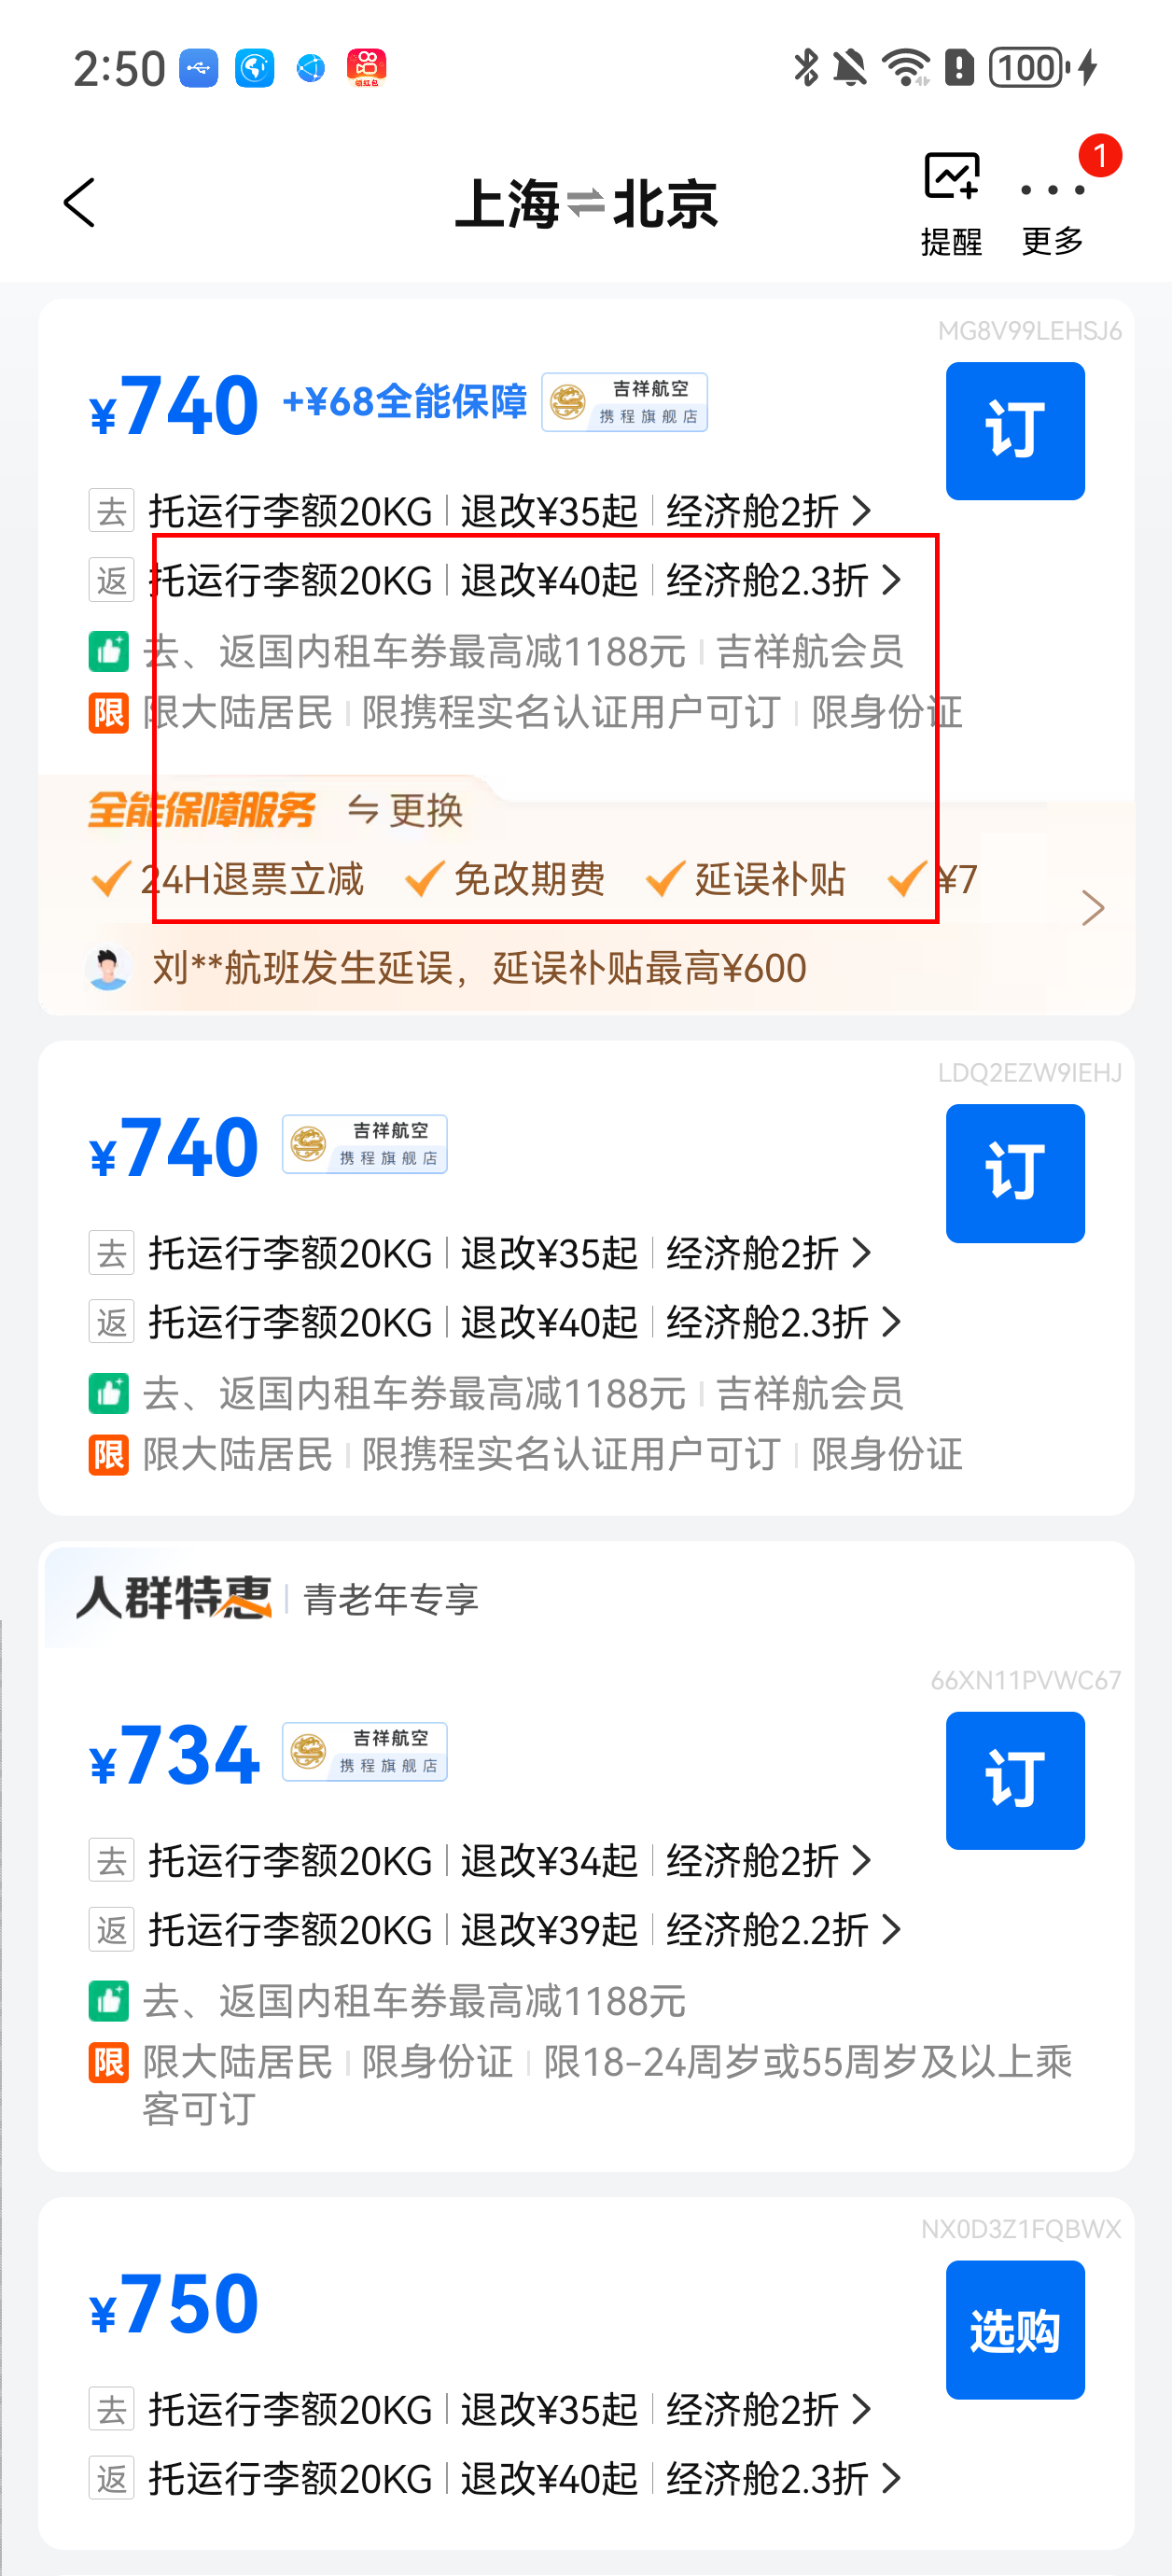 2:50
领红包
100
上海⇌北京
提醒
更多
1
MG8V99LEHSJ6
¥740 +¥68全能保障 吉祥航空 携程旗舰店
订
去 托运行李额20KG | 退改¥35起 | 经济舱2折 >
返 托运行李额20KG | 退改¥40起 | 经济舱2.3折 >
去、返国内租车券最高减1188元 | 吉祥航会员
限 限大陆居民 | 限携程实名认证用户可订 | 限身份证
全能保障服务 ⇋更换
24H退票立减 免改期费 延误补贴 ¥7
刘**航班发生延误，延误补贴最高¥600
LDQ2EZW9IEHJ
¥740 吉祥航空 携程旗舰店
订
去 托运行李额20KG | 退改¥35起 | 经济舱2折 >
返 托运行李额20KG | 退改¥40起 | 经济舱2.3折 >
去、返国内租车券最高减1188元 | 吉祥航会员
限 限大陆居民 | 限携程实名认证用户可订 | 限身份证
人群特惠 | 青老年专享
66XN11PVWC67
¥734 吉祥航空 携程旗舰店
订
去 托运行李额20KG | 退改¥34起 | 经济舱2折 >
返 托运行李额20KG | 退改¥39起 | 经济舱2.2折 >
去、返国内租车券最高减1188元
限 限大陆居民 | 限身份证 | 限18-24周岁或55周岁及以上乘
客可订
NX0D3Z1FQBWX
¥750
选购
去 托运行李额20KG | 退改¥35起 | 经济舱2折 >
返 托运行李额20KG | 退改¥40起 | 经济舱2.3折 >